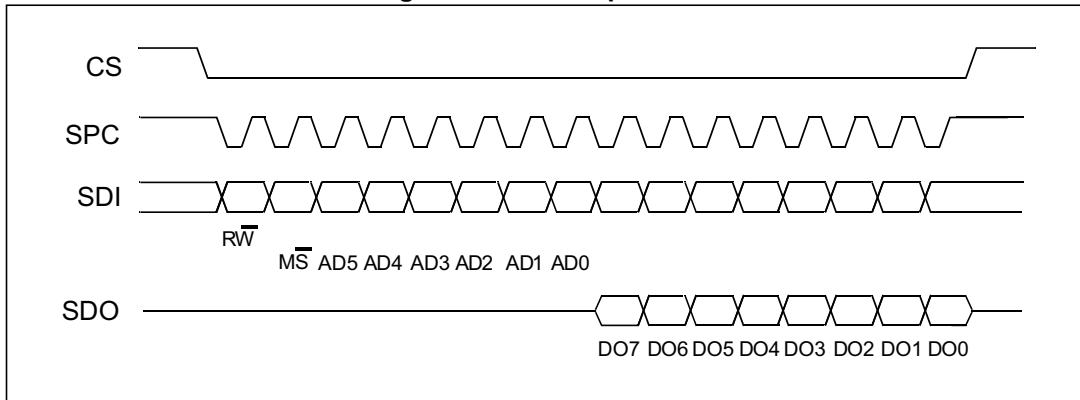 CS
SPC
SDI
RW̅
MS̅ AD5 AD4 AD3 AD2 AD1 AD0
SDO
DO7 DO6 DO5 DO4 DO3 DO2 DO1 DO0